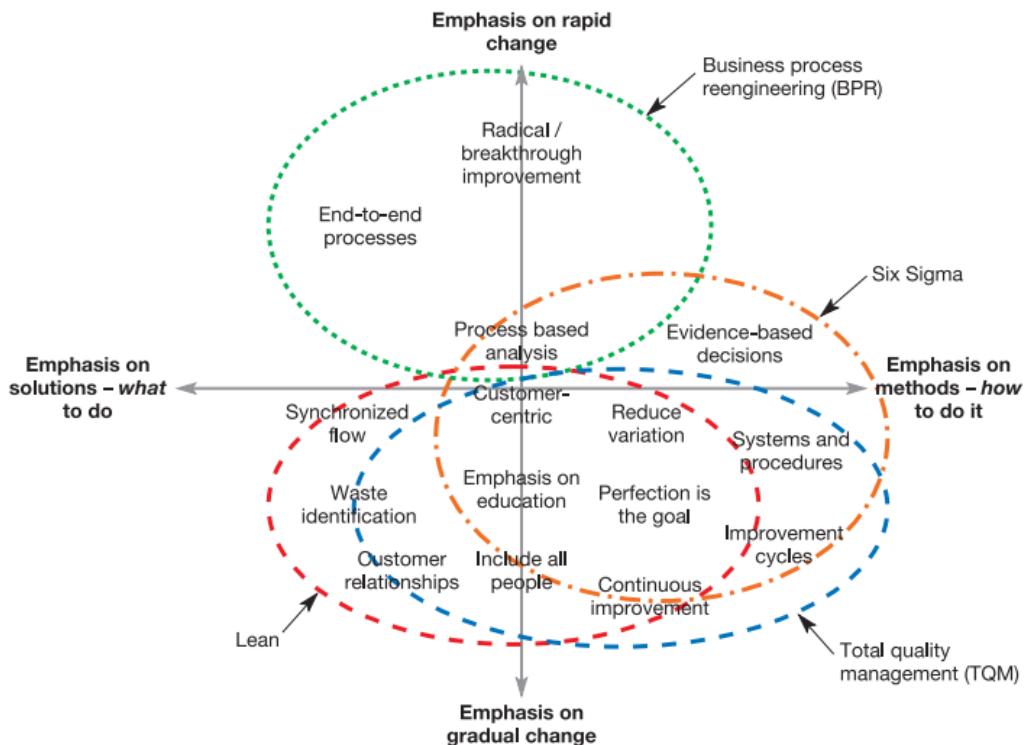 Emphasis on rapid
change
Business process
reengineering (BPR)
Radical /
breakthrough
improvement
End-to-end
processes
Six Sigma
Process based
analysis
Evidence-based
decisions
Emphasis on
solutions – what
to do
Emphasis on
methods – how
to do it
Synchronized
flow
Customer-
centric
Reduce
variation
Systems and
procedures
Waste
identification
Emphasis on
education
Perfection is
the goal
Improvement
cycles
Customer
relationships
Include all
people
Continuous
improvement
Lean
Total quality
management (TQM)
Emphasis on
gradual change